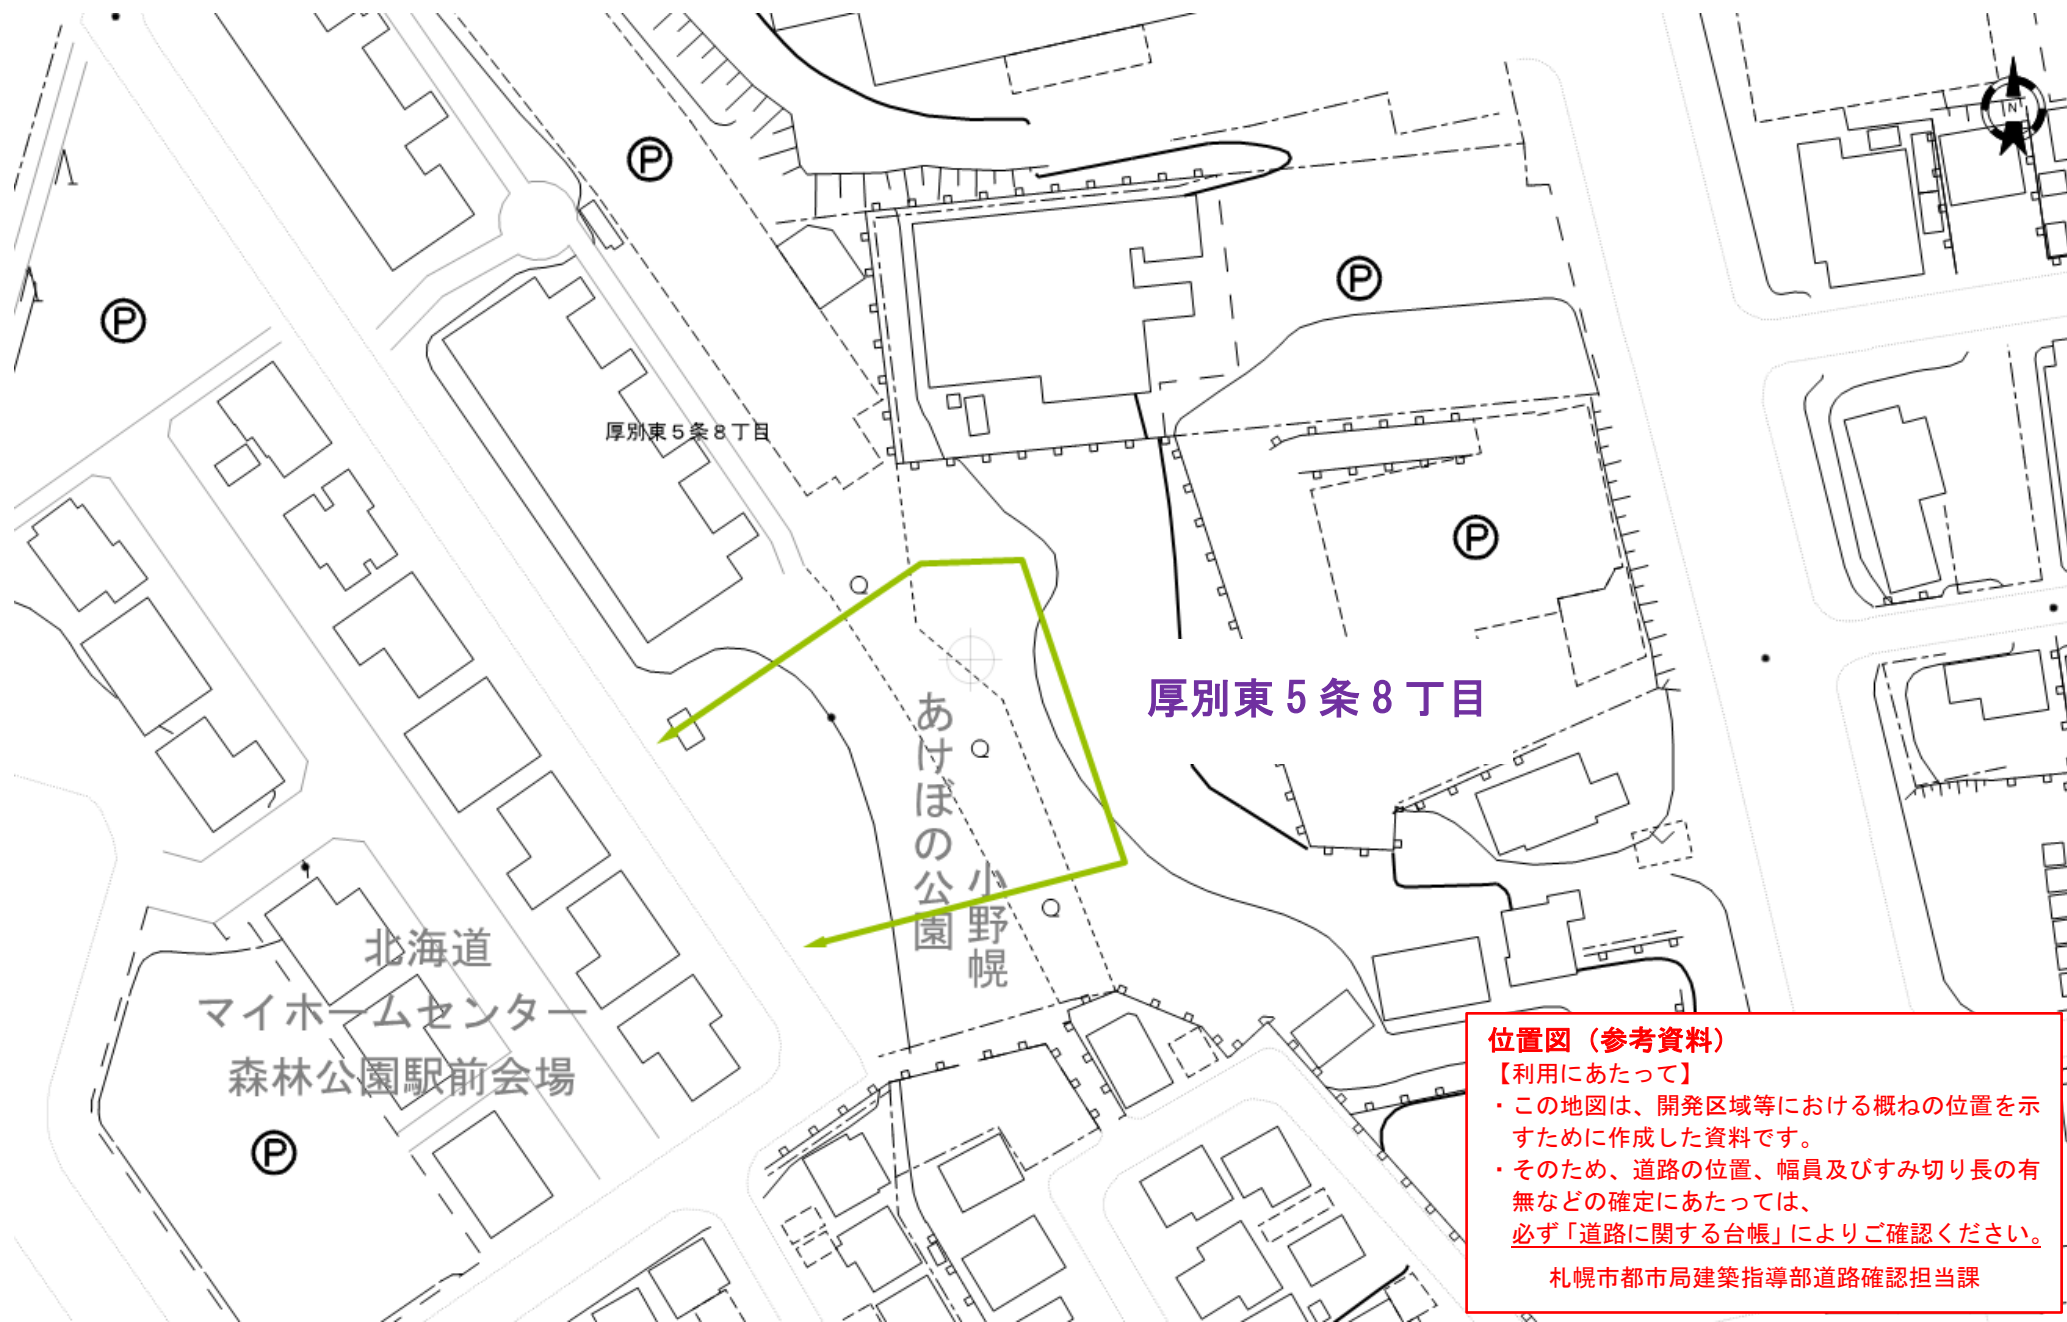 N
Ⓟ
Ⓟ
Ⓟ
Ⓟ
Ⓟ
厚別東5条8丁目
厚別東5条8丁目
あけぼの公園
小野幌
北海道
マイホームセンター
森林公園駅前会場
位置図（参考資料）
【利用にあたって】
・この地図は、開発区域等における概ねの位置を示
すために作成した資料です。
・そのため、道路の位置、幅員及びすみ切り長の有
無などの確定にあたっては、
必ず「道路に関する台帳」によりご確認ください。
札幌市都市局建築指導部道路確認担当課